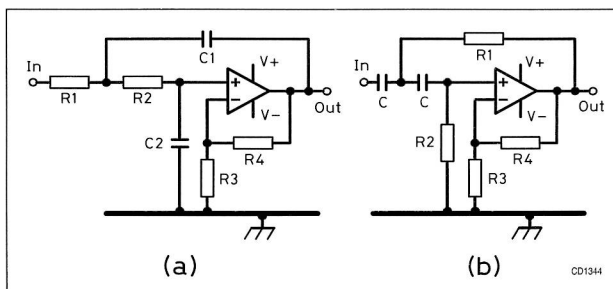 In
R1
R2
C1
C2
+
−
V+
V−
R4
R3
Out
(a)
In
C
C
R1
R2
+
−
V+
V−
R4
R3
Out
(b)
CD1344